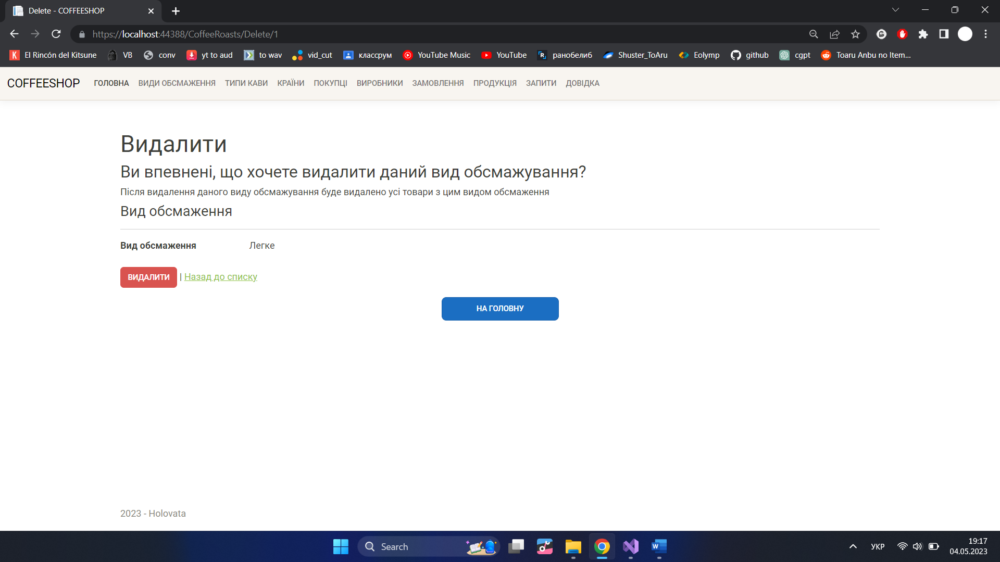 Delete - COFFEESHOP
https://localhost:44388/CoffeeRoasts/Delete/1
El Rincón del Kitsune VB conv yt to aud to wav vid_cut классрум YouTube Music YouTube ранобелиб Shuster_ToAru Eolymp github cgpt Toaru Anbu no Item...
COFFEESHOP ГОЛОВНА ВИДИ ОБСМАЖЕННЯ ТИПИ КАВИ КРАЇНИ ПОКУПЦІ ВИРОБНИКИ ЗАМОВЛЕННЯ ПРОДУКЦІЯ ЗАПИТИ ДОВІДКА
Видалити
Ви впевнені, що хочете видалити даний вид обсмажування?
Після видалення даного виду обсмажування буде видалено усі товари з цим видом обсмаження
Вид обсмаження
Вид обсмаження Легке
ВИДАЛИТИ | Назад до списку
НА ГОЛОВНУ
2023 - Holovata
Search
УКР
19:17
04.05.2023